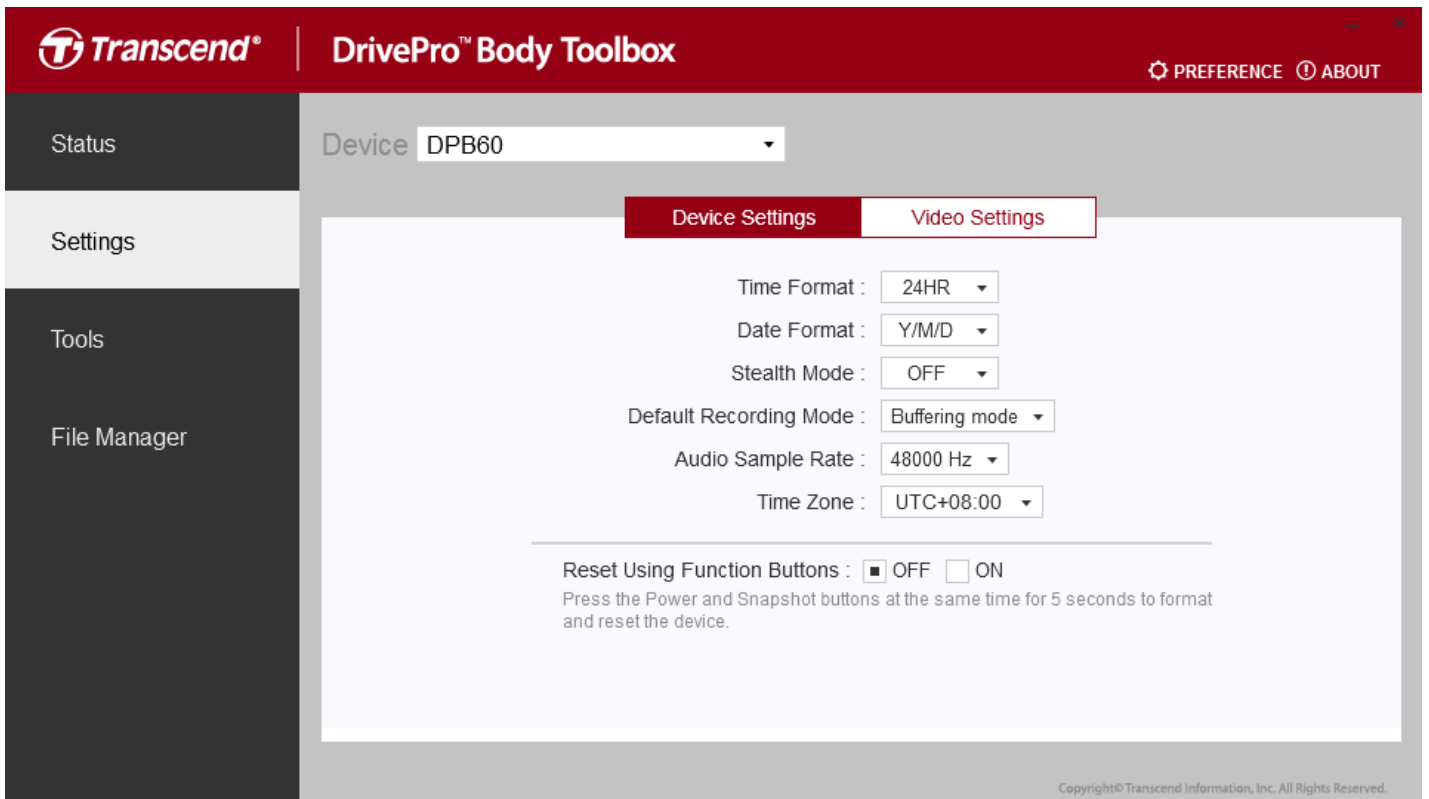 Transcend® DrivePro™ Body Toolbox
PREFERENCE ABOUT
Status
Settings
Tools
File Manager
Device DPB60
Device Settings Video Settings
Time Format : 24HR
Date Format : Y/M/D
Stealth Mode : OFF
Default Recording Mode : Buffering mode
Audio Sample Rate : 48000 Hz
Time Zone : UTC+08:00
Reset Using Function Buttons : OFF ON
Press the Power and Snapshot buttons at the same time for 5 seconds to format
and reset the device.
Copyright© Transcend Information, Inc. All Rights Reserved.